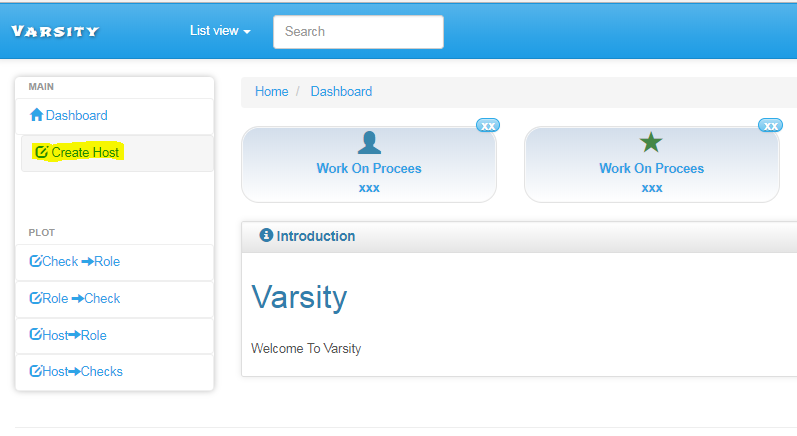 VARSITY
List view
Search
MAIN
Dashboard
Create Host
PLOT
Check Role
Role Check
Host Role
Host Checks
Home / Dashboard
xx
Work On Procees
xxx
xx
Work On Procees
xxx
Introduction
Varsity
Welcome To Varsity